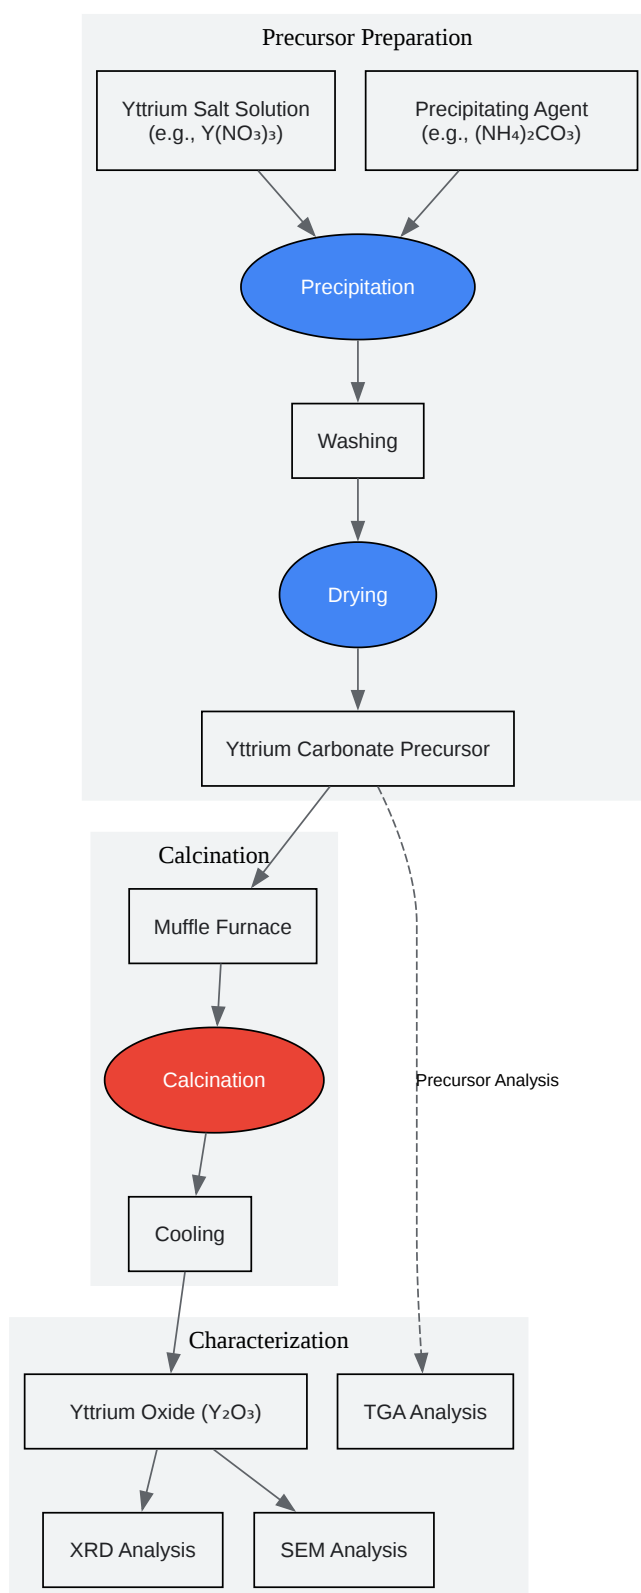 Precursor Preparation
Yttrium Salt Solution
(e.g., Y(NO₃)₃)
Precipitating Agent
(e.g., (NH₄)₂CO₃)
Precipitation
Washing
Drying
Yttrium Carbonate Precursor
Calcination
Muffle Furnace
Calcination
Precursor Analysis
Cooling
Characterization
Yttrium Oxide (Y₂O₃)
TGA Analysis
XRD Analysis
SEM Analysis